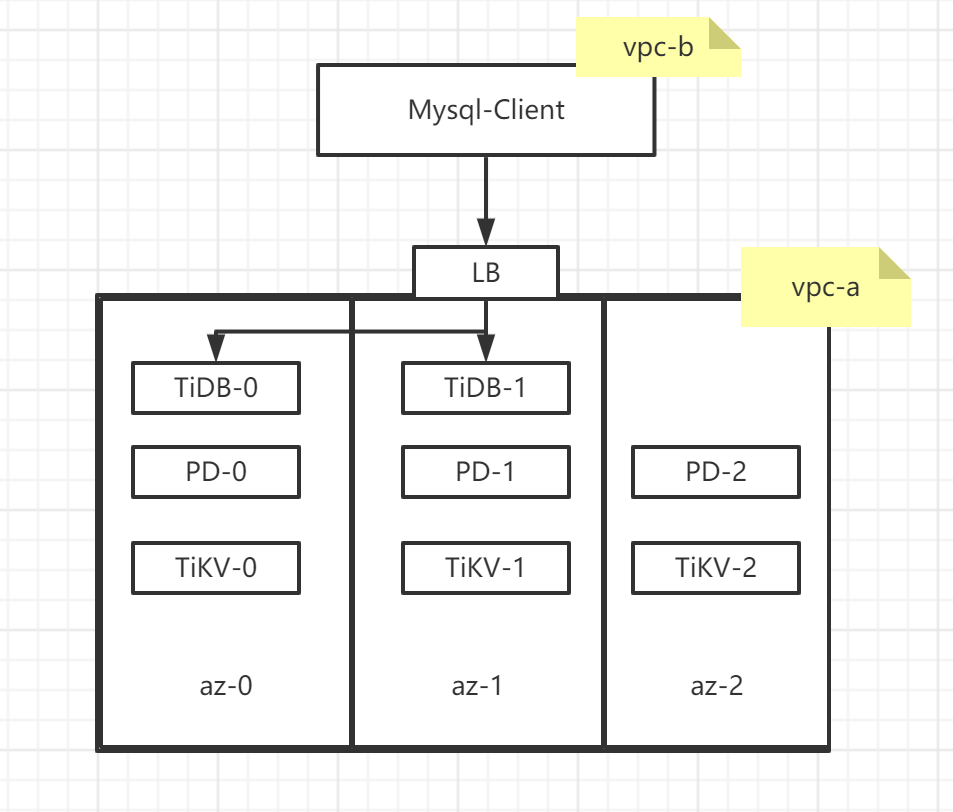 vpc-b
Mysql-Client
LB
vpc-a
TiDB-0
TiDB-1
PD-0
PD-1
PD-2
TiKV-0
TiKV-1
TiKV-2
az-0
az-1
az-2